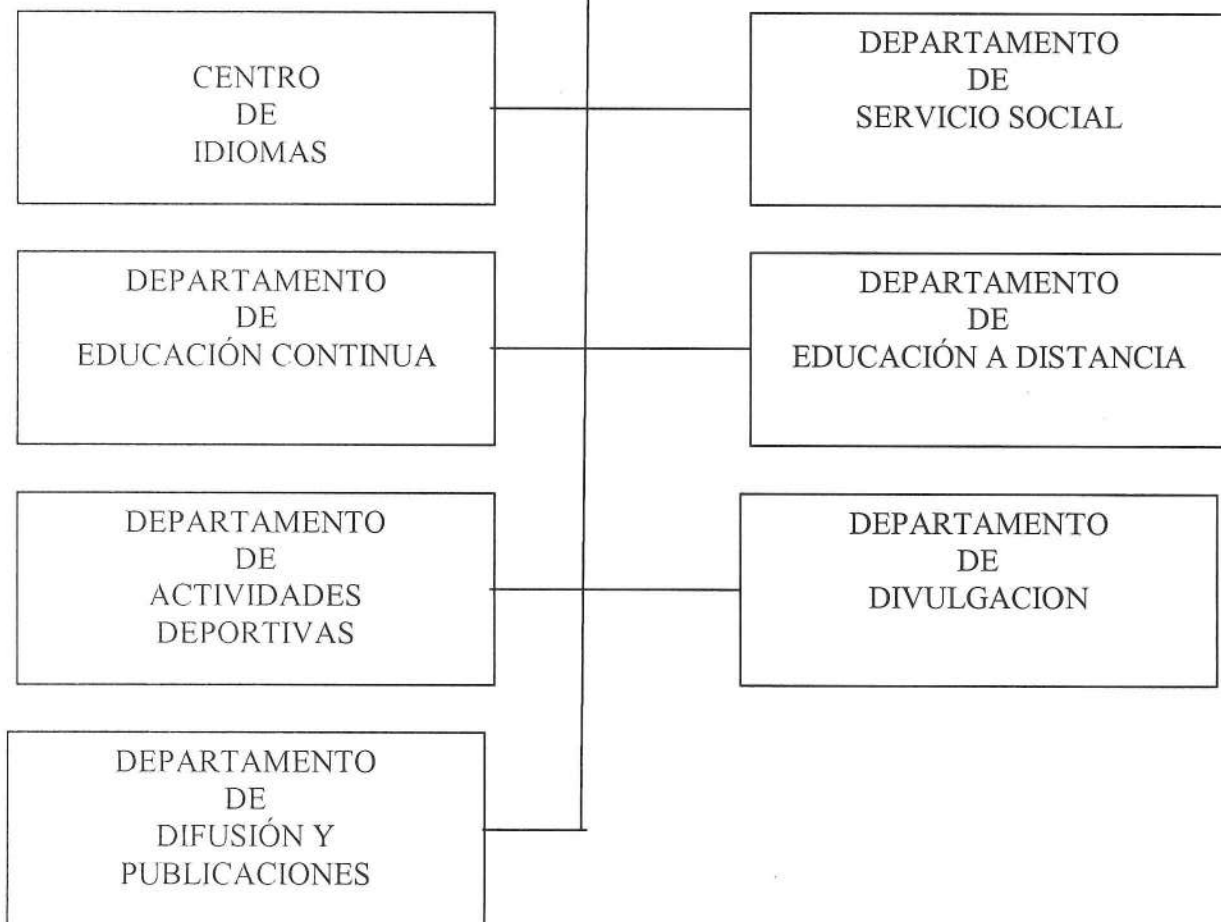 CENTRO
DE
IDIOMAS
DEPARTAMENTO
DE
SERVICIO SOCIAL
DEPARTAMENTO
DE
EDUCACIÓN CONTINUA
DEPARTAMENTO
DE
EDUCACIÓN A DISTANCIA
DEPARTAMENTO
DE
ACTIVIDADES
DEPORTIVAS
DEPARTAMENTO
DE
DIVULGACION
DEPARTAMENTO
DE
DIFUSIÓN Y
PUBLICACIONES